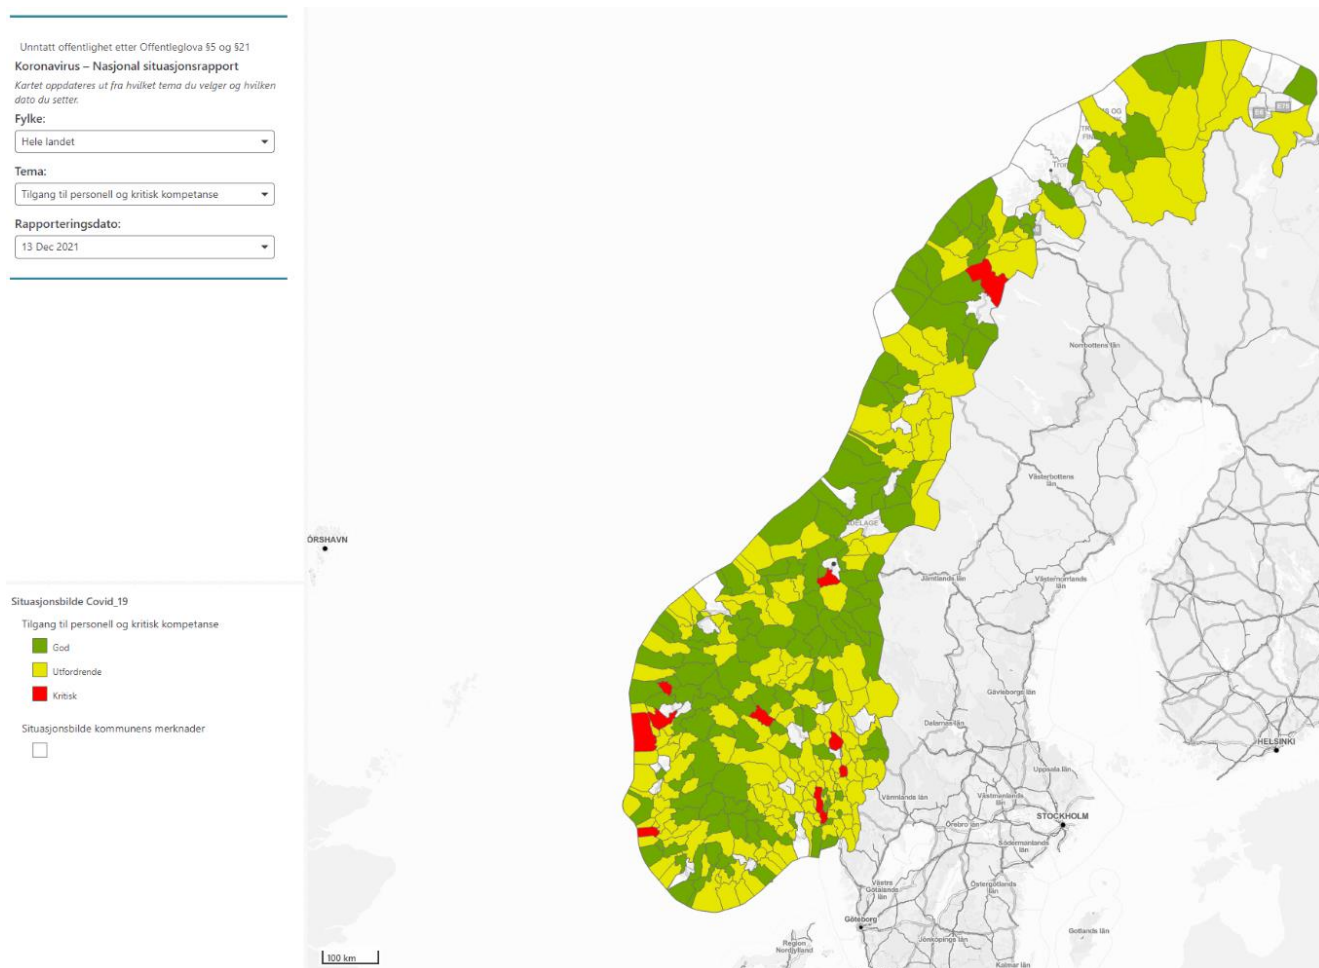 Unntatt offentlighet etter Offentleglova §5 og §21
Koronavirus – Nasjonal situasjonsrapport
Kartet oppdateres ut fra hvilket tema du velger og hvilken
dato du setter.
Fylke:
Hele landet
Tema:
Tilgang til personell og kritisk kompetanse
Rapporteringsdato:
13 Dec 2021
Situasjonsbilde Covid_19
Tilgang til personell og kritisk kompetanse
God
Utfordrende
Kritisk
Situasjonsbilde kommunens merknader
ØRSHAVN
Norrbottens län
Västerbottens
län
DELAGE
Jämtlands län
Västernorrlands
län
Gävleborgs län
Dalarnas län
HELSINKI
Uppsala län
Värmlands län
Västmanlands
län
STOCKHOLM
Örebro län
Södermanlands
län
Västra
Götalands
län
Östergötlands
län
Göteborg
Jönköpings län
Gotlands län
Region
Nordjylland
Kalmar län
100 km